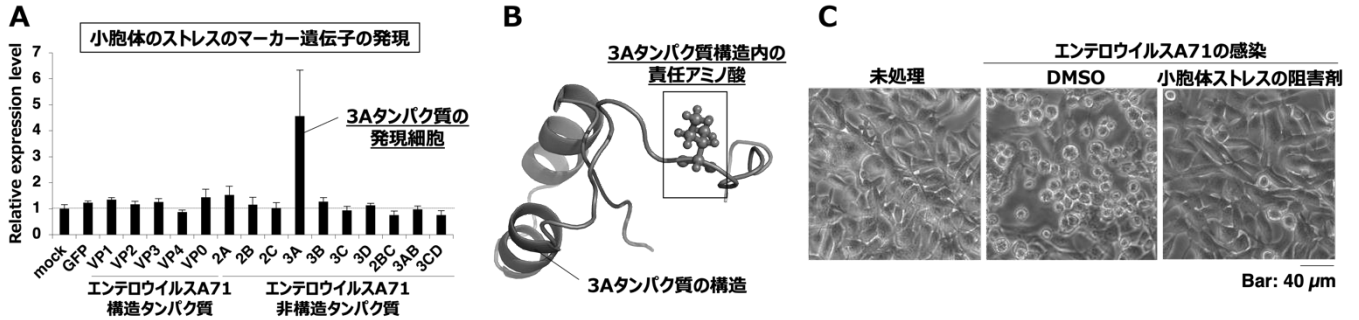 A
小胞体のストレスのマーカー遺伝子の発現
Relative expression level
7
6
5
4
3
2
1
0
3Aタンパク質の
発現細胞
mock
GFP
VP1
VP2
VP3
VP4
VP0
2A
2B
2C
3A
3B
3C
3D
2BC
3AB
3CD
エンテロウイルスA71
構造タンパク質
エンテロウイルスA71
非構造タンパク質
B
3Aタンパク質構造内の
責任アミノ酸
3Aタンパク質の構造
C
エンテロウイルスA71の感染
未処理
DMSO
小胞体ストレスの阻害剤
Bar: 40 μm